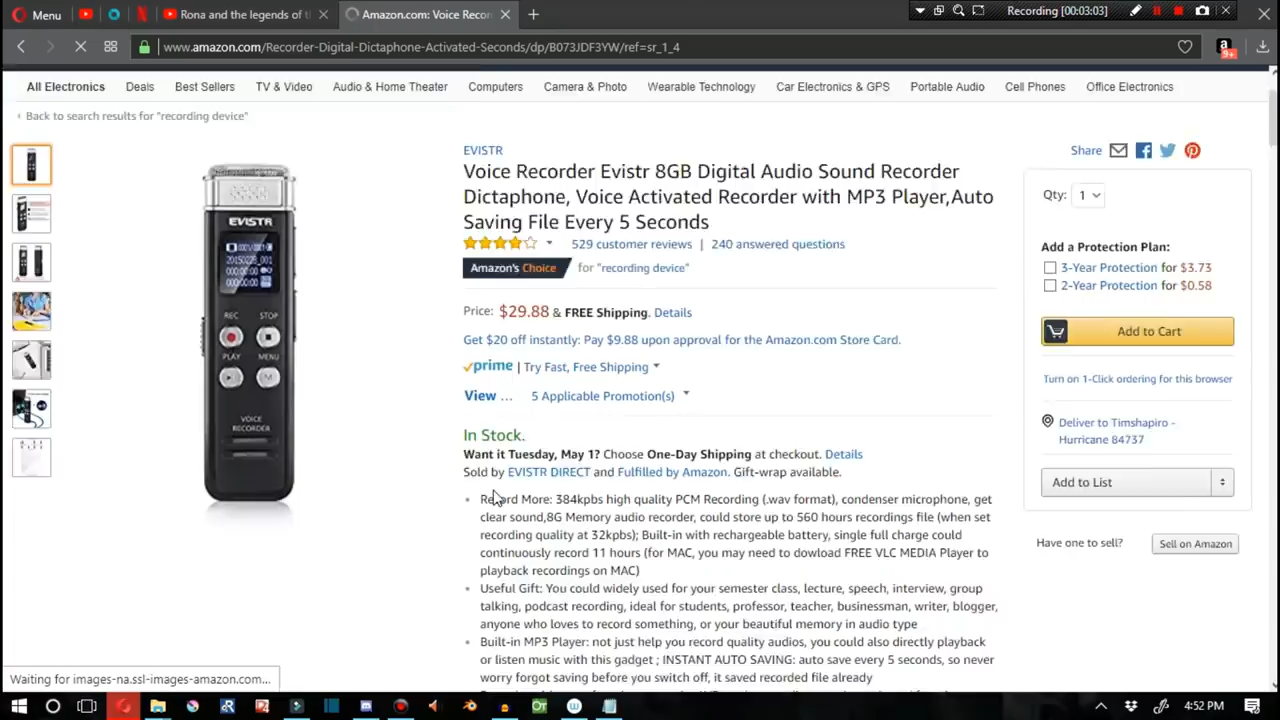 Menu
Rona and the legends of t
Amazon.com: Voice Recor
Recording [00:03:03]
www.amazon.com/Recorder-Digital-Dictaphone-Activated-Seconds/dp/B073JDF3YW/ref=sr_1_4
9+
All Electronics Deals Best Sellers TV & Video Audio & Home Theater Computers Camera & Photo Wearable Technology Car Electronics & GPS Portable Audio Cell Phones Office Electronics
‹ Back to search results for "recording device"
EVISTR
Share
Voice Recorder Evistr 8GB Digital Audio Sound Recorder
Dictaphone, Voice Activated Recorder with MP3 Player,Auto
Saving File Every 5 Seconds
529 customer reviews | 240 answered questions
Amazon's Choice for "recording device"
Price: $29.88 & FREE Shipping. Details
Get $20 off instantly: Pay $9.88 upon approval for the Amazon.com Store Card.
prime | Try Fast, Free Shipping
View ... 5 Applicable Promotion(s)
In Stock.
Want it Tuesday, May 1? Choose One-Day Shipping at checkout. Details
Sold by EVISTR DIRECT and Fulfilled by Amazon. Gift-wrap available.
• Record More: 384kpbs high quality PCM Recording (.wav format), condenser microphone, get
clear sound,8G Memory audio recorder, could store up to 560 hours recordings file (when set
recording quality at 32kpbs); Built-in with rechargeable battery, single full charge could
continuously record 11 hours (for MAC, you may need to dowload FREE VLC MEDIA Player to
playback recordings on MAC)
• Useful Gift: You could widely used for your semester class, lecture, speech, interview, group
talking, podcast recording, ideal for students, professor, teacher, businessman, writer, blogger,
anyone who loves to record something, or your beautiful memory in audio type
• Built-in MP3 Player: not just help you record quality audios, you could also directly playback
or listen music with this gadget ; INSTANT AUTO SAVING: auto save every 5 seconds, so never
worry forgot saving before you switch off, it saved recorded file already
Qty: 1
Add a Protection Plan:
3-Year Protection for $3.73
2-Year Protection for $0.58
Add to Cart
Turn on 1-Click ordering for this browser
Deliver to Timshapiro -
Hurricane 84737
Add to List
Have one to sell? Sell on Amazon
EVISTR
REC STOP
PLAY MENU
M
VOICE
RECORDER
Waiting for images-na.ssl-images-amazon.com...
4:52 PM